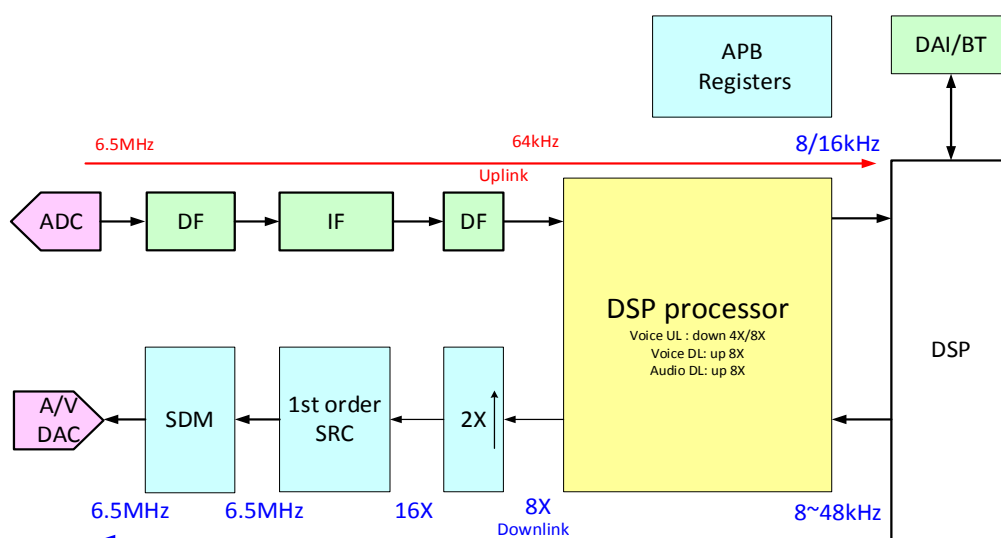 APB
Registers
DAI/BT
6.5MHz
64kHz
8/16kHz
Uplink
ADC
DF
IF
DF
DSP processor
Voice UL : down 4X/8X
Voice DL: up 8X
Audio DL: up 8X
DSP
A/V
DAC
SDM
1st order
SRC
2X
6.5MHz
6.5MHz
16X
8X
8~48kHz
Downlink